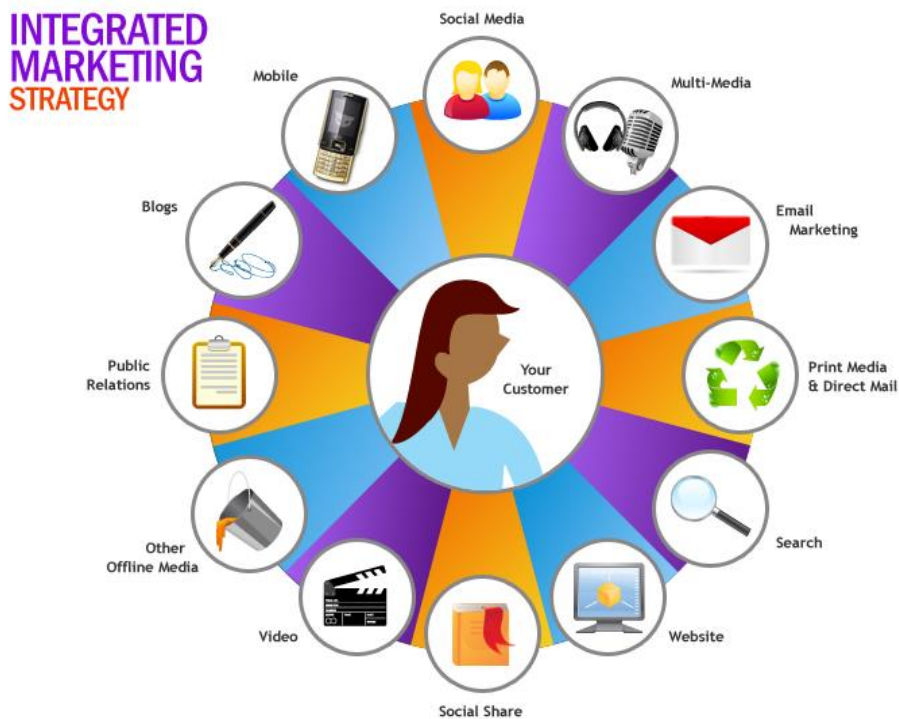 INTEGRATED
MARKETING
STRATEGY
Social Media
Multi-Media
Email
Marketing
Print Media
& Direct Mail
Search
Website
Social Share
Video
Other
Offline Media
Public
Relations
Blogs
Mobile
Your
Customer